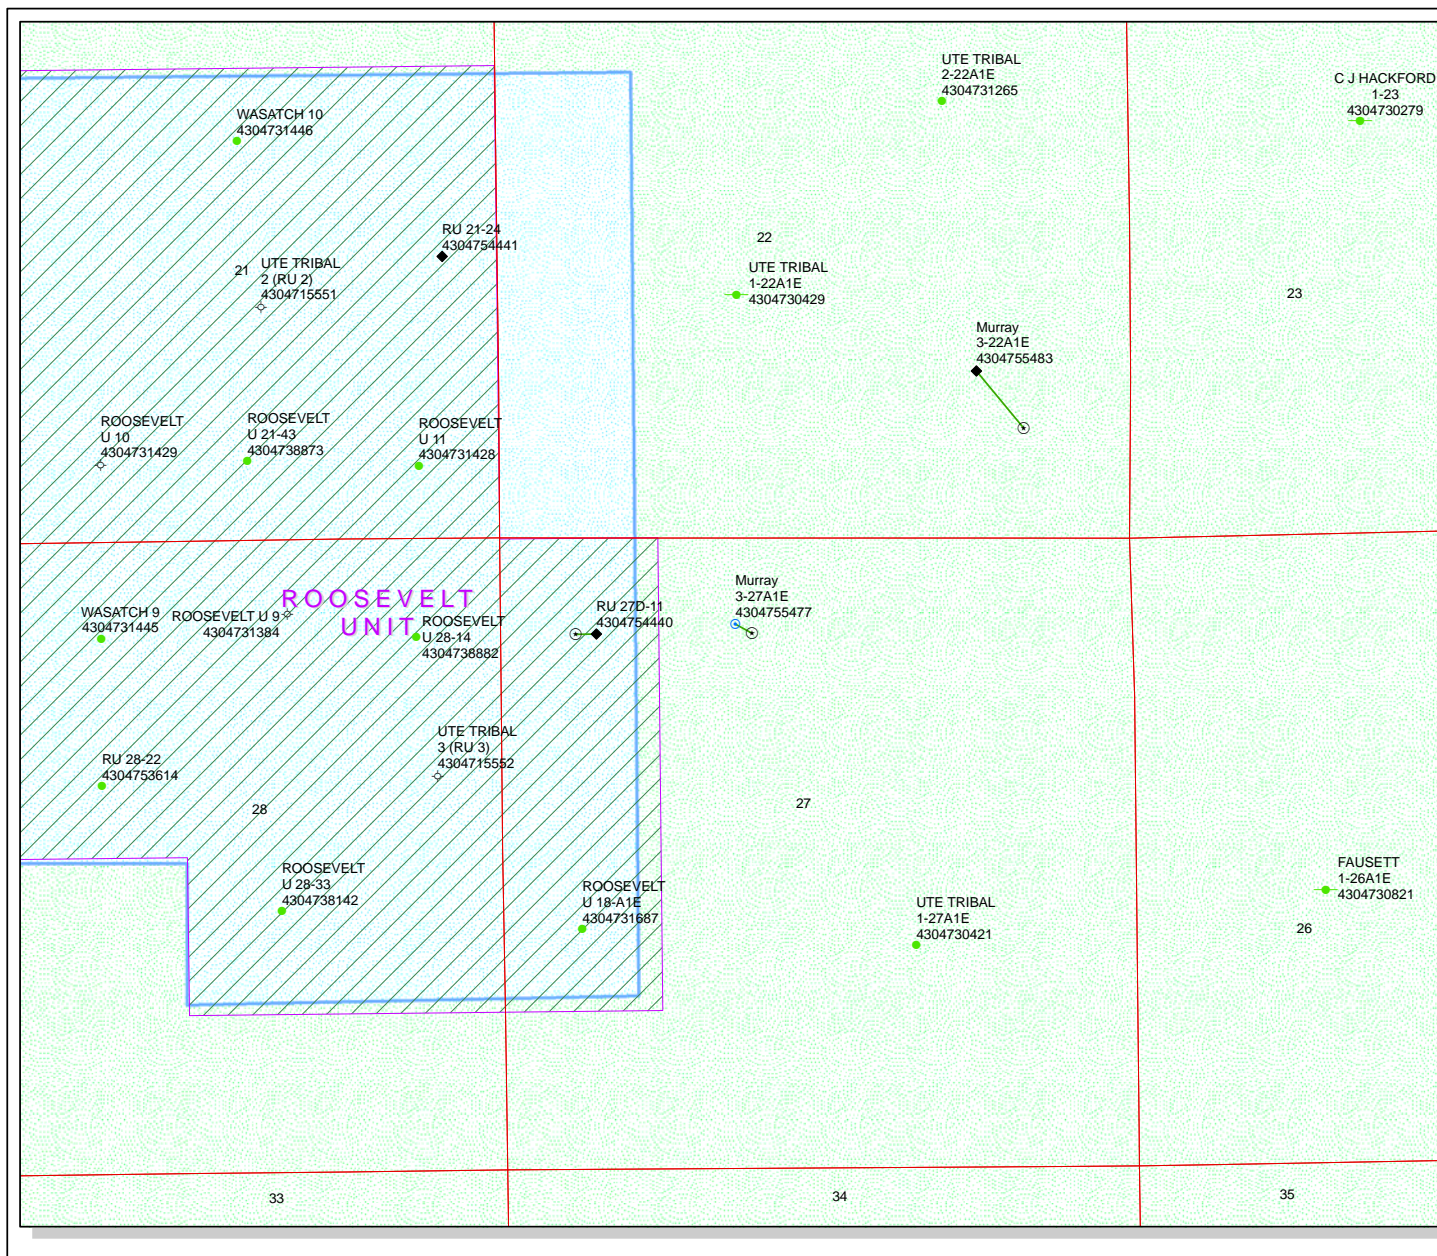 UTE TRIBAL
2-22A1E
4304731265
C J HACKFORD
1-23
4304730279
WASATCH 10
4304731446
RU 21-24
4304754441
22
21
UTE TRIBAL
2 (RU 2)
4304715551
UTE TRIBAL
1-22A1E
4304730429
23
Murray
3-22A1E
4304755483
ROOSEVELT
U 10
4304731429
ROOSEVELT
U 21-43
4304738873
ROOSEVELT
U 11
4304731428
ROOSEVELT
UNIT
WASATCH 9
4304731445
ROOSEVELT U 9
4304731384
ROOSEVELT
U 28-14
4304738882
RU 27D-11
4304754440
Murray
3-27A1E
4304755477
UTE TRIBAL
3 (RU 3)
4304715552
RU 28-22
4304753614
28
27
ROOSEVELT
U 28-33
4304738142
ROOSEVELT
U 18-A1E
4304731687
UTE TRIBAL
1-27A1E
4304730421
FAUSETT
1-26A1E
4304730821
26
33
34
35